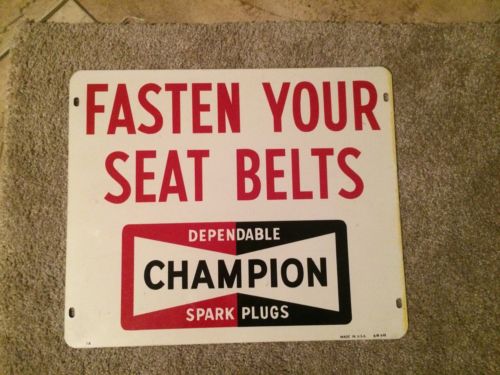 FASTEN YOUR
SEAT BELTS
DEPENDABLE
CHAMPION
SPARK PLUGS
MADE IN U.S.A.